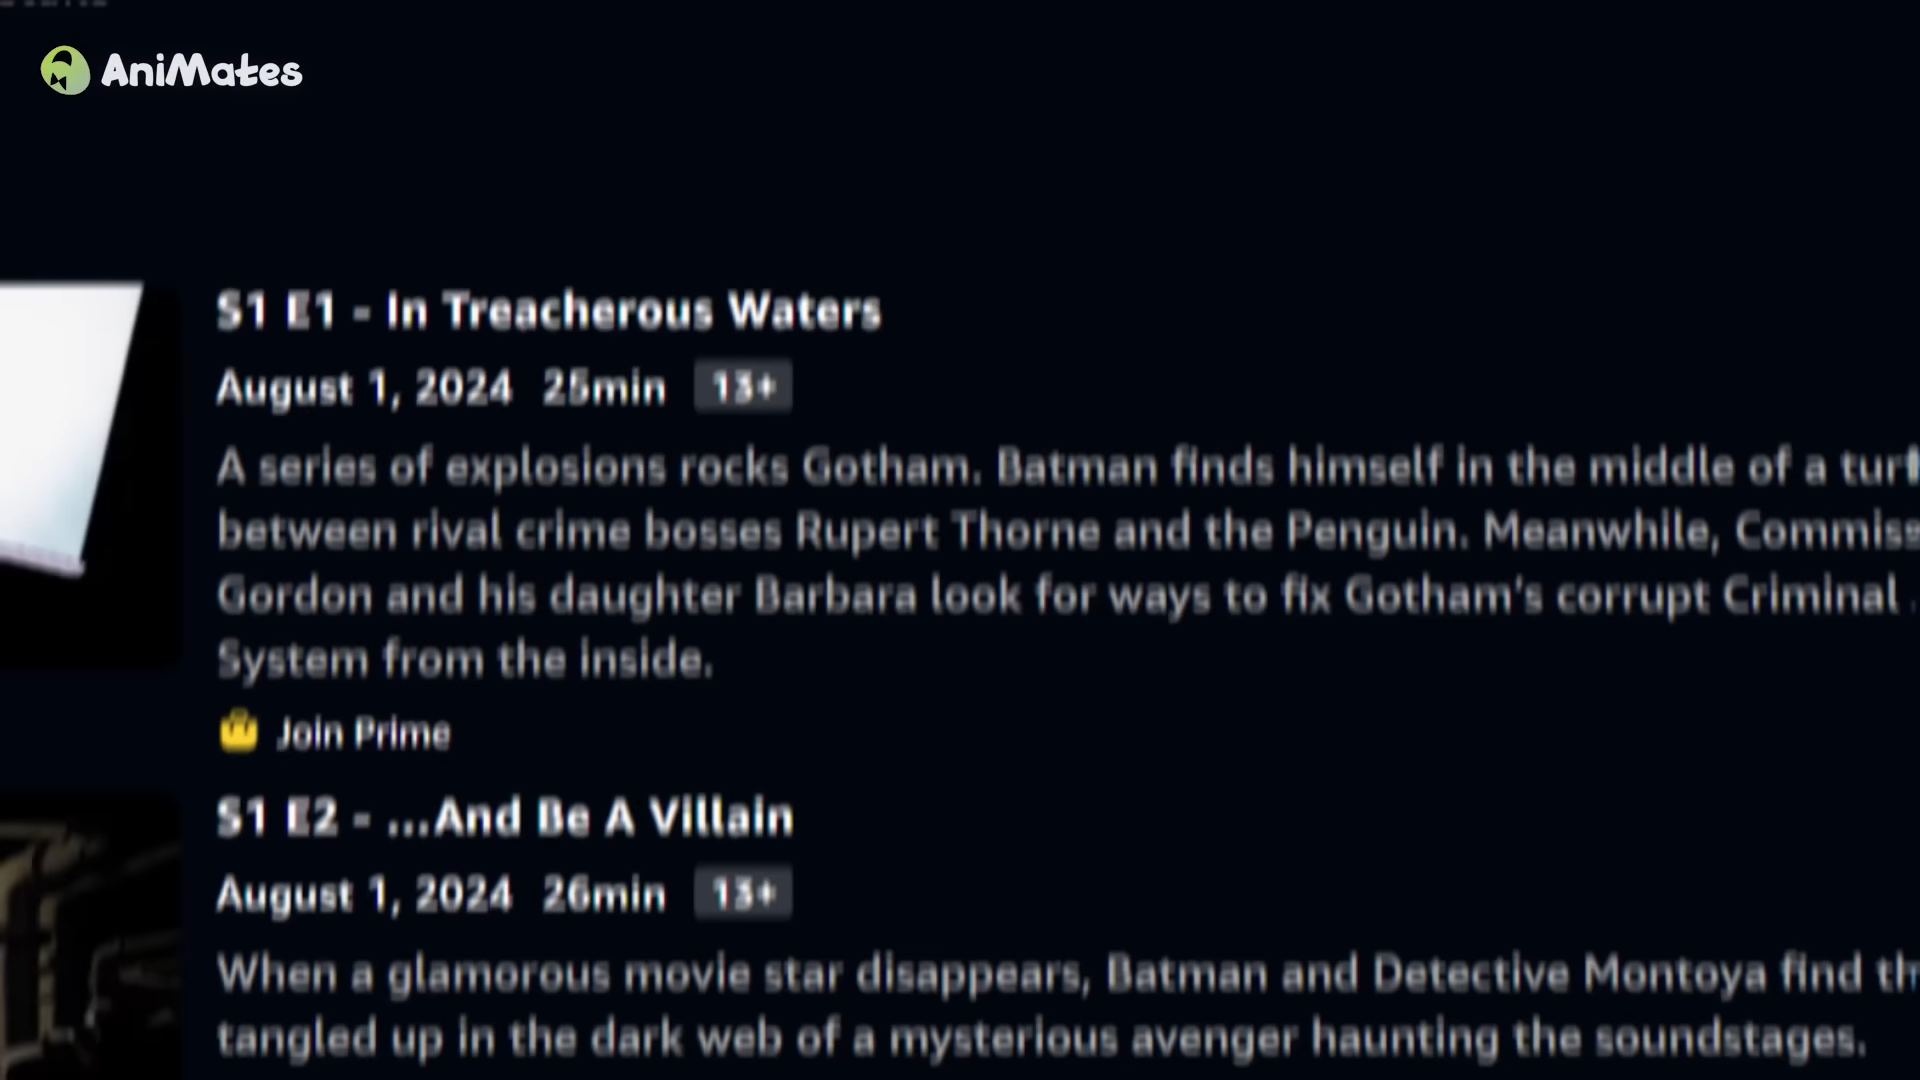 AniMates
S1 E1 - In Treacherous Waters
August 1, 2024 25min 13+
A series of explosions rocks Gotham. Batman finds himself in the middle of a
between rival crime bosses Rupert Thorne and the Penguin. Meanwhile,
Gordon and his daughter Barbara look for ways to fix Gotham's corrupt Criminal
System from the inside.
Join Prime
S1 E2 - ...And Be A Villain
August 1, 2024 26min 13+
When a glamorous movie star disappears, Batman and Detective Montoya find
tangled up in the dark web of a mysterious avenger haunting the soundstages.